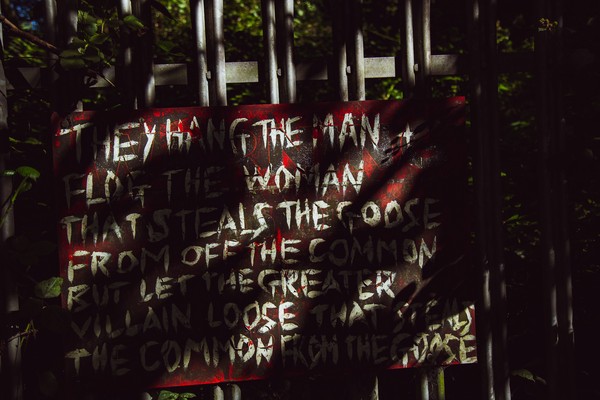 "THEY HANG THE MAN +
FLOG THE WOMAN
THAT STEALS THE GOOSE
FROM OFF THE COMMON
BUT LET THE GREATER
VILLAIN LOOSE THAT STEALS
THE COMMON FROM THE GOOSE